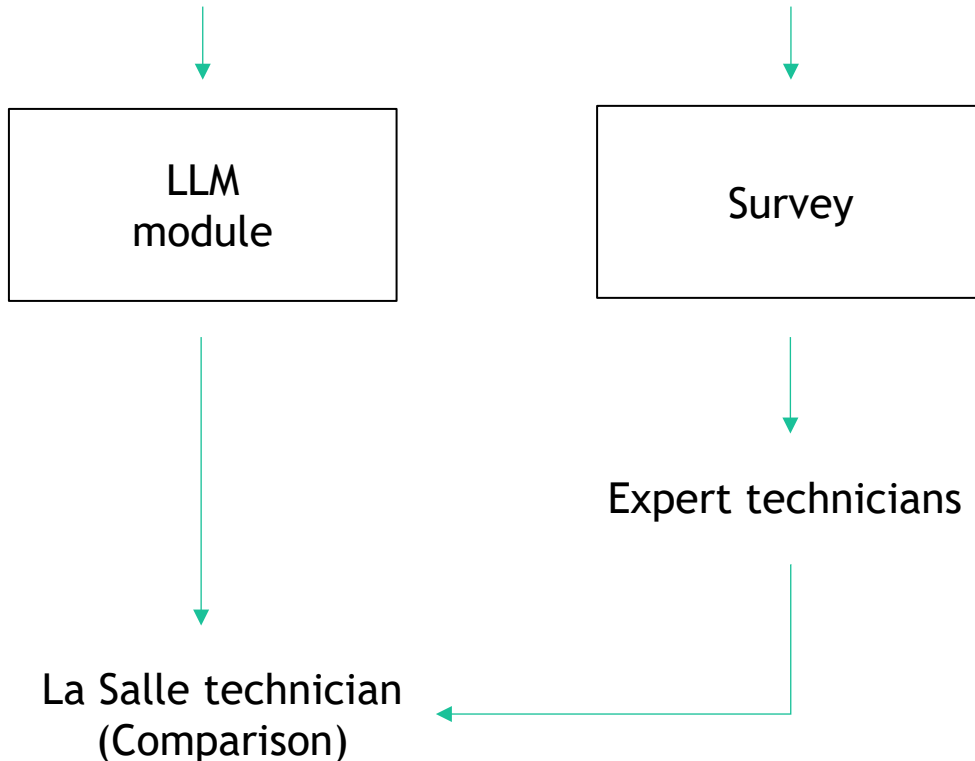 LLM
module
Survey
Expert technicians
La Salle technician
(Comparison)